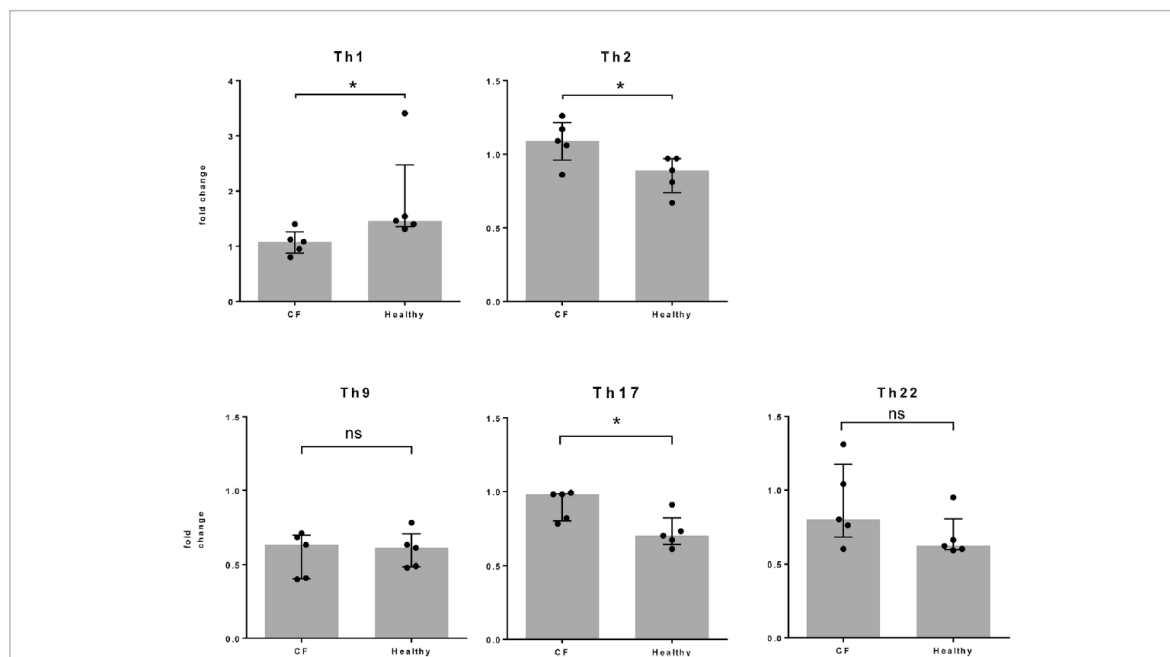 Th1
*
4
3
2
1
0
fold change
CF
Healthy
Th2
*
1.5
1.0
0.5
0.0
CF
Healthy
Th9
ns
1.5
1.0
0.5
0.0
fold
change
CF
Healthy
Th17
*
1.5
1.0
0.5
0.0
CF
Healthy
Th22
ns
1.5
1.0
0.5
0.0
CF
Healthy